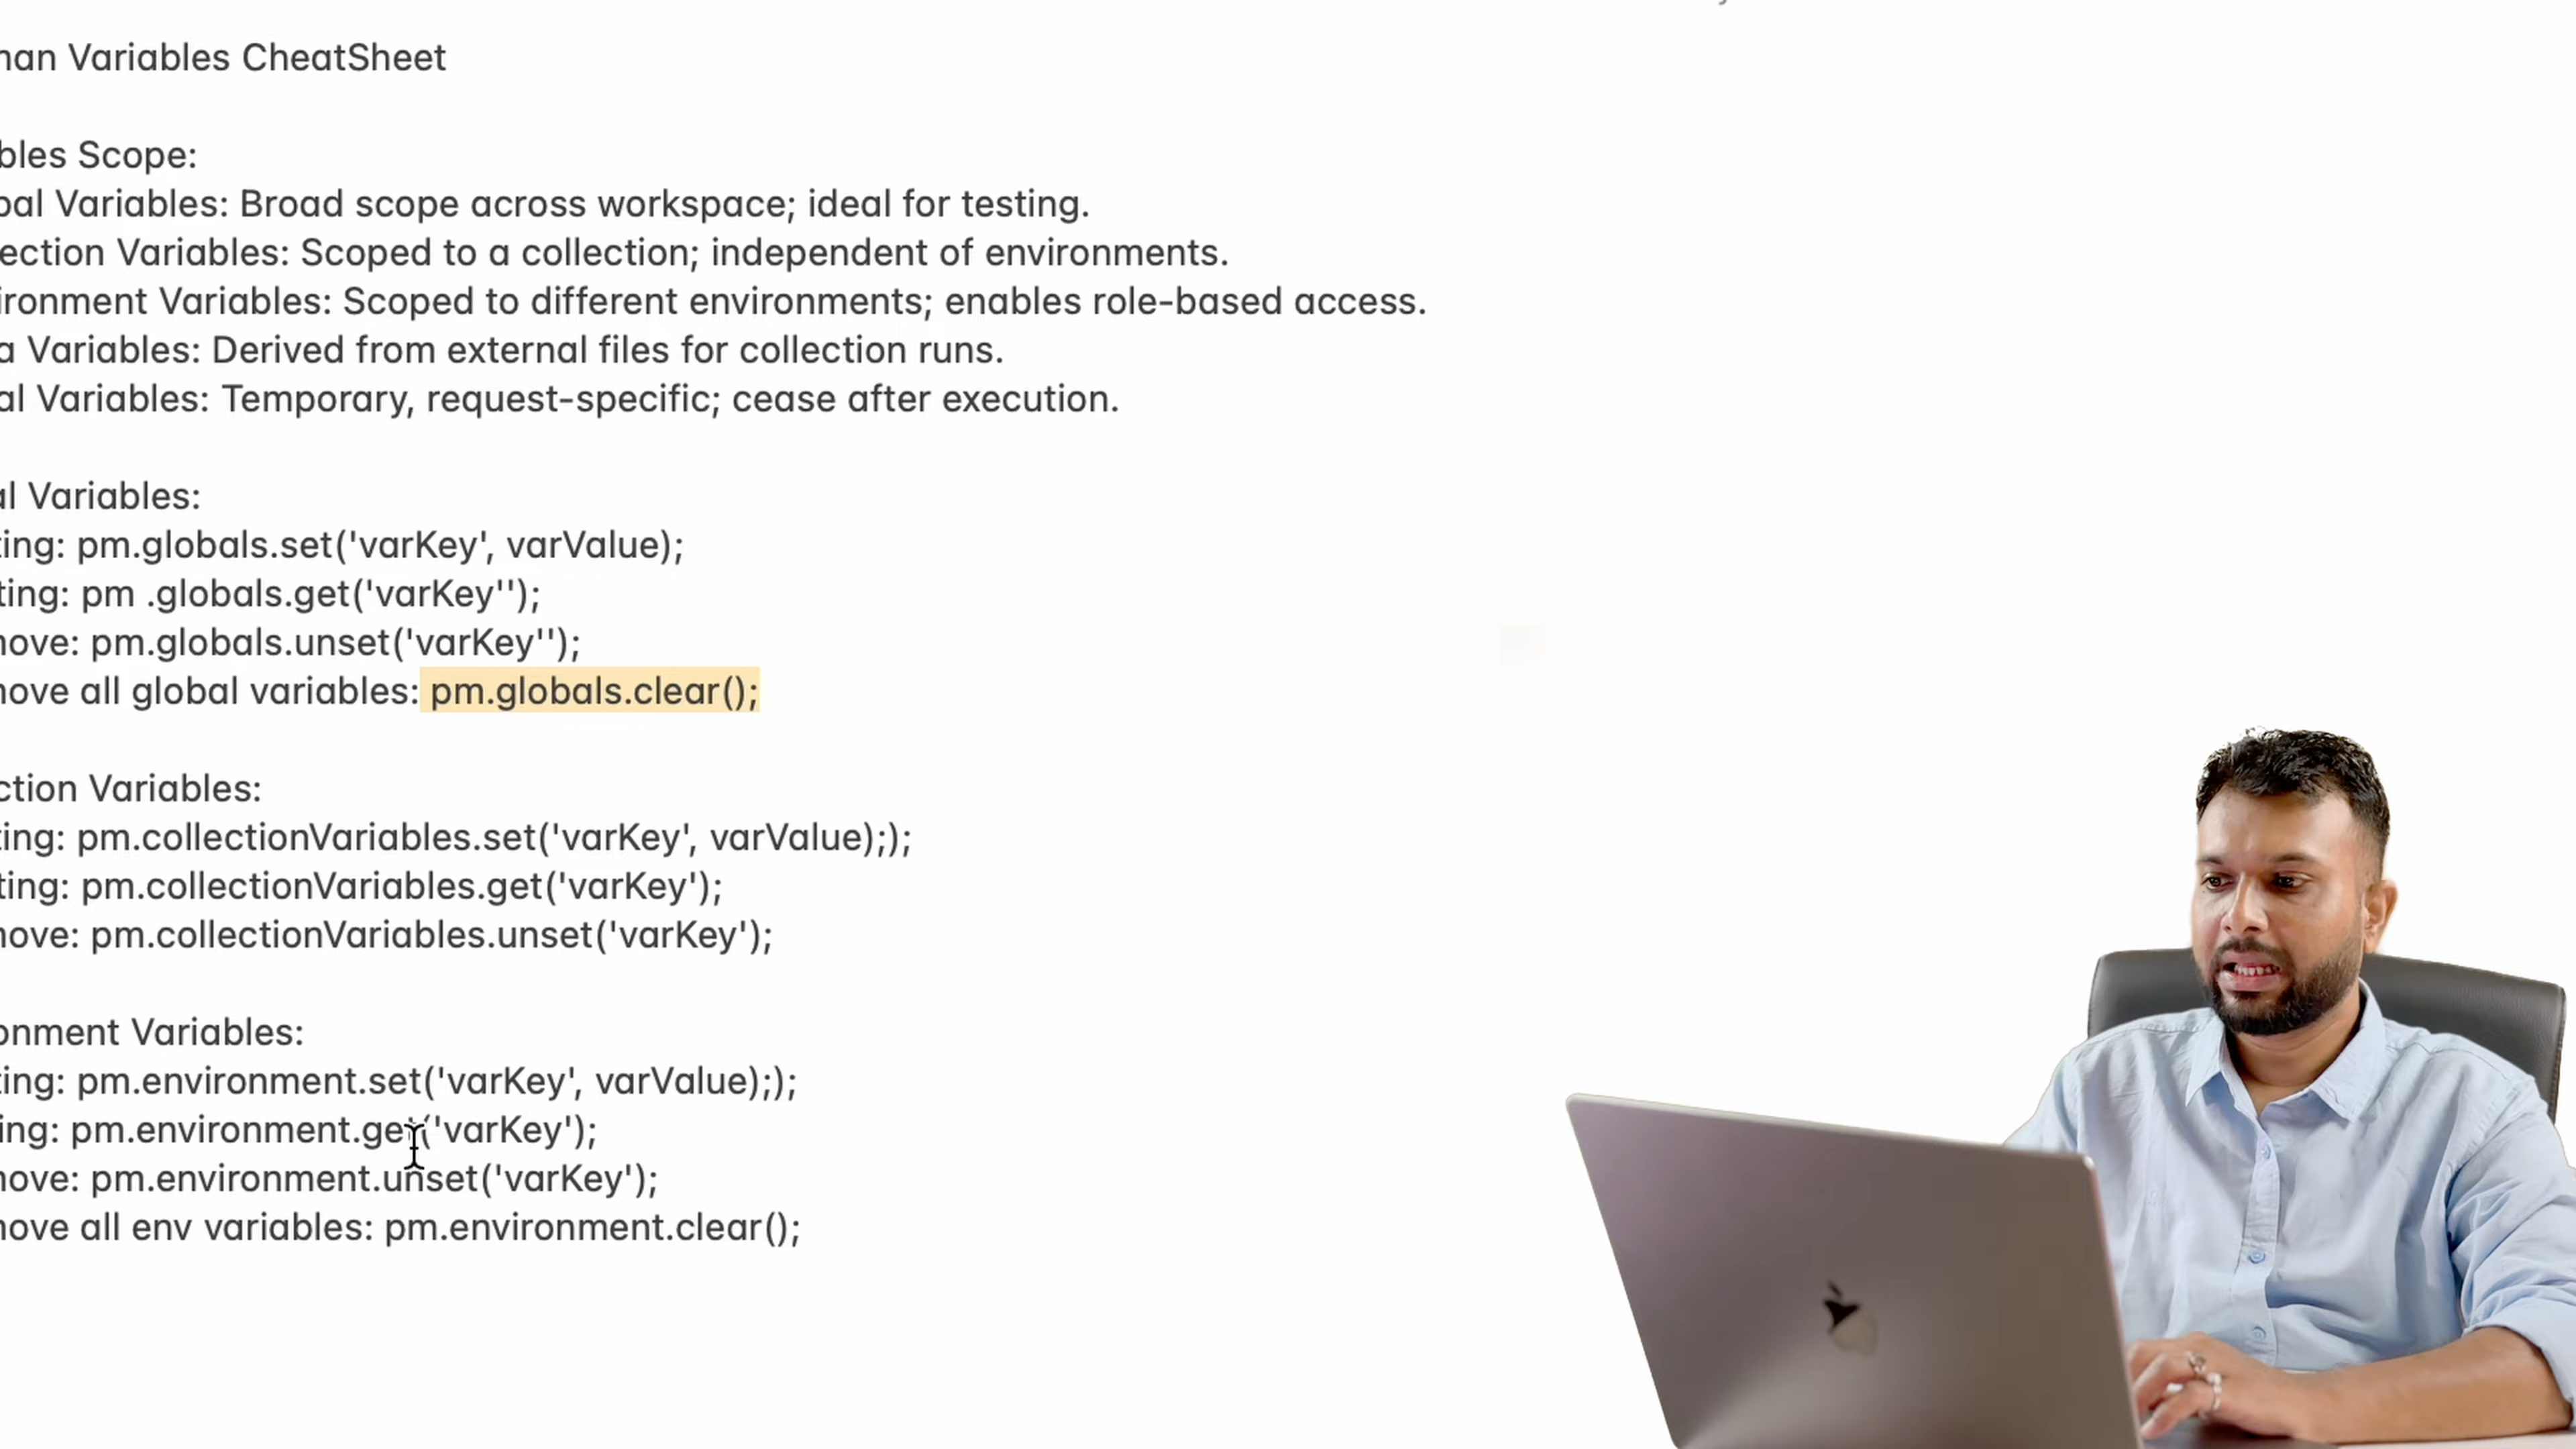 nan Variables CheatSheet
bles Scope:
bal Variables: Broad scope across workspace; ideal for testing.
ection Variables: Scoped to a collection; independent of environments.
ironment Variables: Scoped to different environments; enables role-based access.
a Variables: Derived from external files for collection runs.
al Variables: Temporary, request-specific; cease after execution.
al Variables:
ting: pm.globals.set('varKey', varValue);
ting: pm .globals.get('varKey'');
nove: pm.globals.unset('varKey'');
nove all global variables: pm.globals.clear();
ction Variables:
ting: pm.collectionVariables.set('varKey', varValue););
ting: pm.collectionVariables.get('varKey');
nove: pm.collectionVariables.unset('varKey');
onment Variables:
ting: pm.environment.set('varKey', varValue););
ing: pm.environment.get('varKey');
nove: pm.environment.unset('varKey');
nove all env variables: pm.environment.clear();